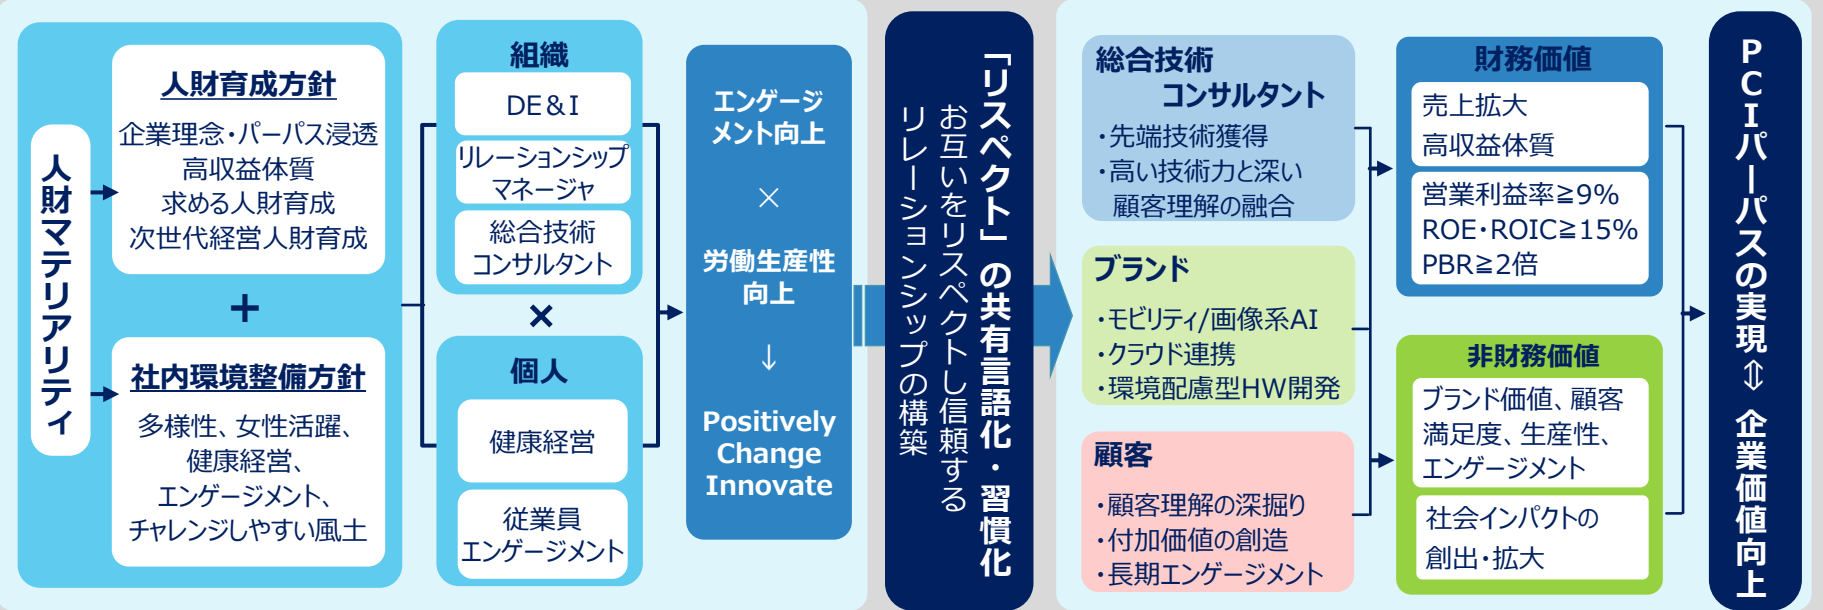 人財マテリアリティ
人財育成方針
企業理念・パーパス浸透
高収益体質
求める人財育成
次世代経営人財育成
＋
社内環境整備方針
多様性、女性活躍、
健康経営、
エンゲージメント、
チャレンジしやすい風土
組織
DE&I
リレーションシップ
マネージャ
総合技術
コンサルタント
×
個人
健康経営
従業員
エンゲージメント
エンゲージ
メント向上
×
労働生産性
向上
↓
Positively
Change
Innovate
「リスペクト」の共有言語化・習慣化
お互いをリスペクトし信頼する
リレーションシップの構築
総合技術
コンサルタント
・先端技術獲得
・高い技術力と深い
顧客理解の融合
ブランド
・モビリティ/画像系AI
・クラウド連携
・環境配慮型HW開発
顧客
・顧客理解の深掘り
・付加価値の創造
・長期エンゲージメント
財務価値
売上拡大
高収益体質
営業利益率≧9%
ROE・ROIC≧15%
PBR≧2倍
非財務価値
ブランド価値、顧客
満足度、生産性、
エンゲージメント
社会インパクトの
創出・拡大
PCIパーパスの実現⇕企業価値向上